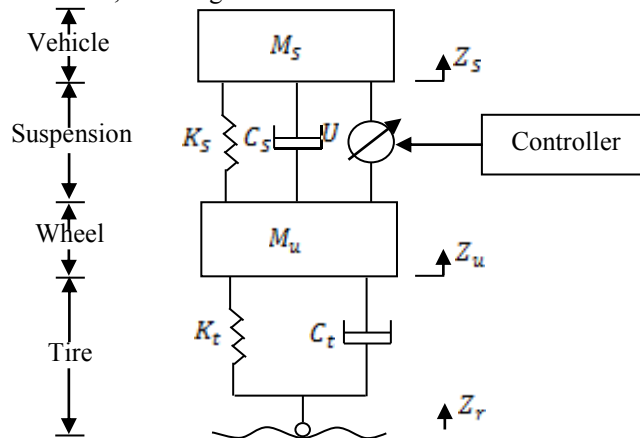 Vehicle
M_s
Z_s
Suspension
K_s
C_s
U
Controller
Wheel
M_u
Z_u
K_t
C_t
Tire
Z_r